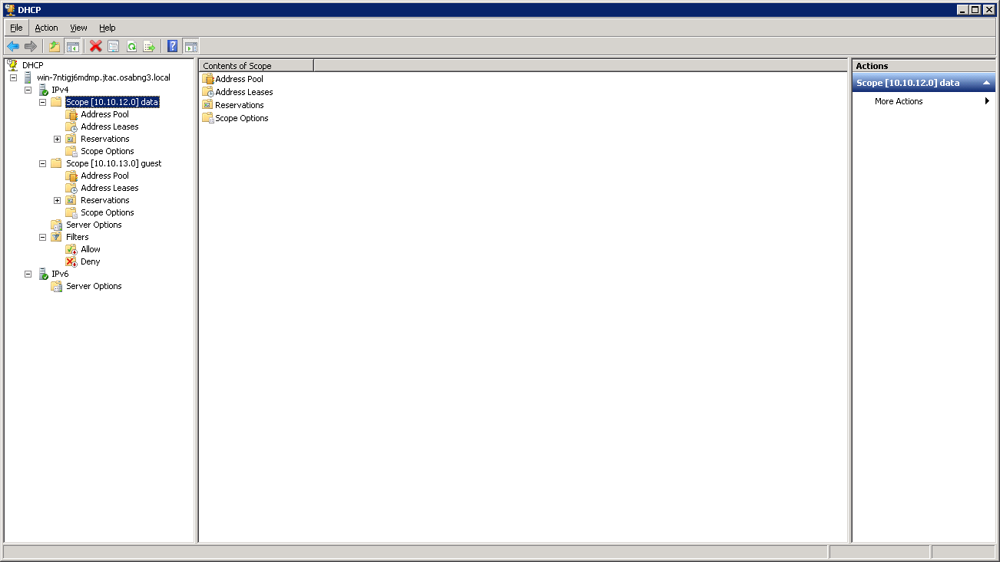 DHCP
File Action View Help
DHCP
win-7ntigj6mdmp.jtac.osabng3.local
IPv4
Scope [10.10.12.0] data
Address Pool
Address Leases
Reservations
Scope Options
Scope [10.10.13.0] guest
Address Pool
Address Leases
Reservations
Scope Options
Server Options
Filters
Allow
Deny
IPv6
Server Options
Contents of Scope
Address Pool
Address Leases
Reservations
Scope Options
Actions
Scope [10.10.12.0] data
More Actions